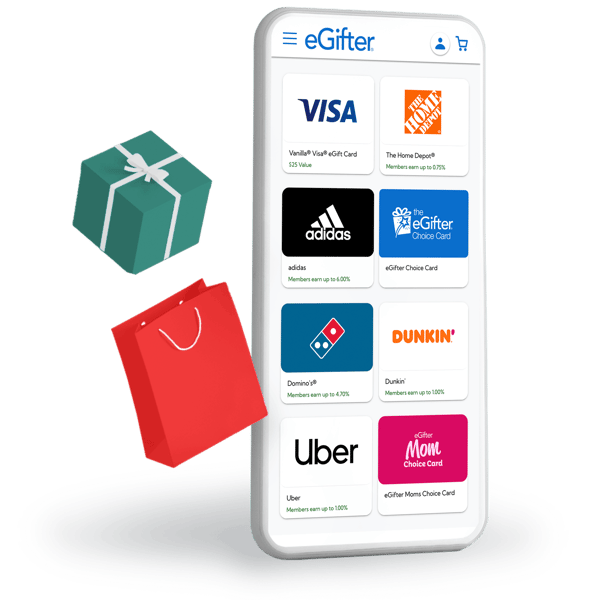 eGifter
VISA
Vanilla® Visa® eGift Card
$25 Value
THE HOME DEPOT
The Home Depot®
Members earn up to 0.75%
adidas
adidas
Members earn up to 6.00%
the
eGifter
Choice Card
eGifter Choice Card
Domino's®
Members earn up to 4.70%
DUNKIN'
Dunkin'
Members earn up to 1.00%
Uber
Uber
Members earn up to 1.00%
eGifter
Mom
Choice Card
eGifter Moms Choice Card